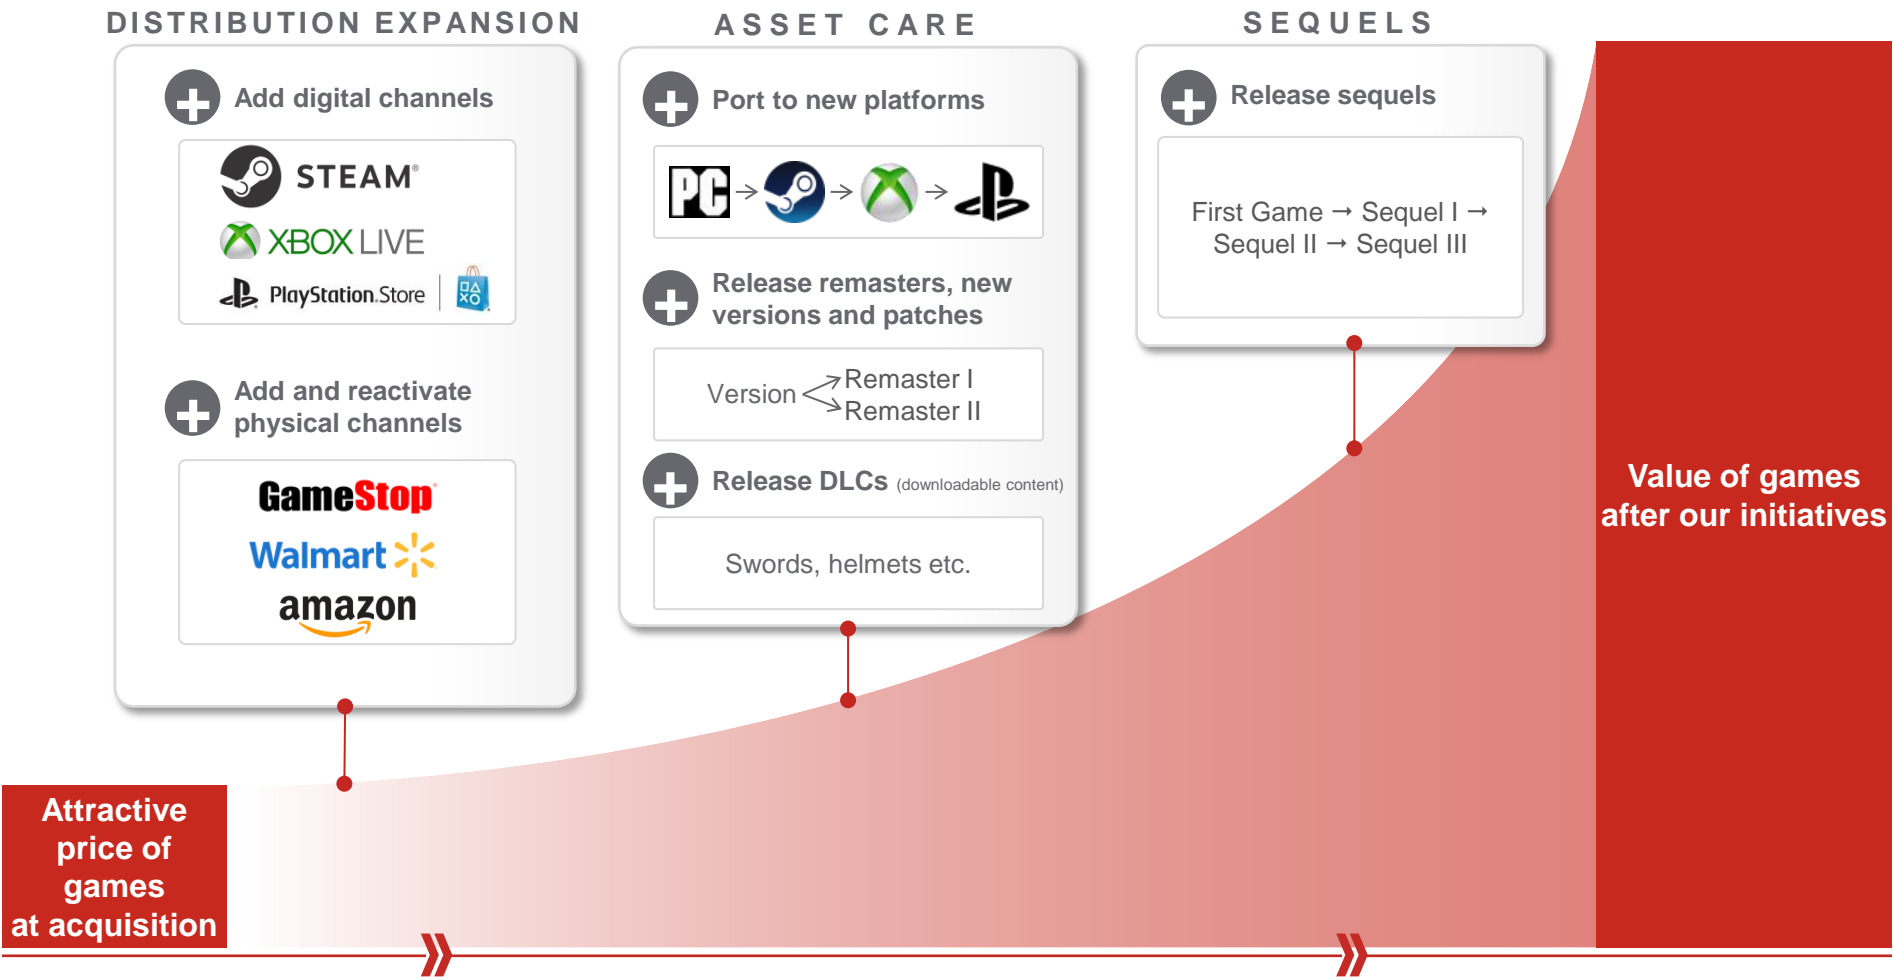 DISTRIBUTION EXPANSION
Add digital channels
STEAM®
XBOX LIVE
PlayStation.Store
Add and reactivate
physical channels
GameStop
Walmart
amazon
ASSET CARE
Port to new platforms
PC
Release remasters, new
versions and patches
Version
Remaster I
Remaster II
Release DLCs (downloadable content)
Swords, helmets etc.
SEQUELS
Release sequels
First Game → Sequel I →
Sequel II → Sequel III
Attractive
price of
games
at acquisition
Value of games
after our initiatives